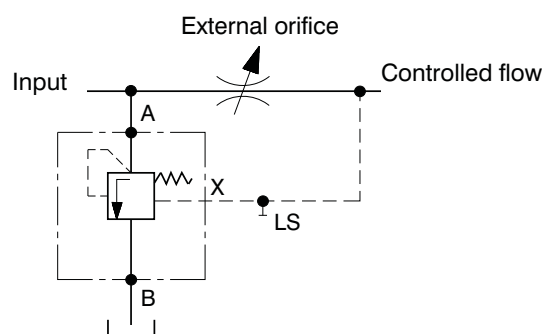 External orifice
Input
Controlled flow
A
X
LS
B